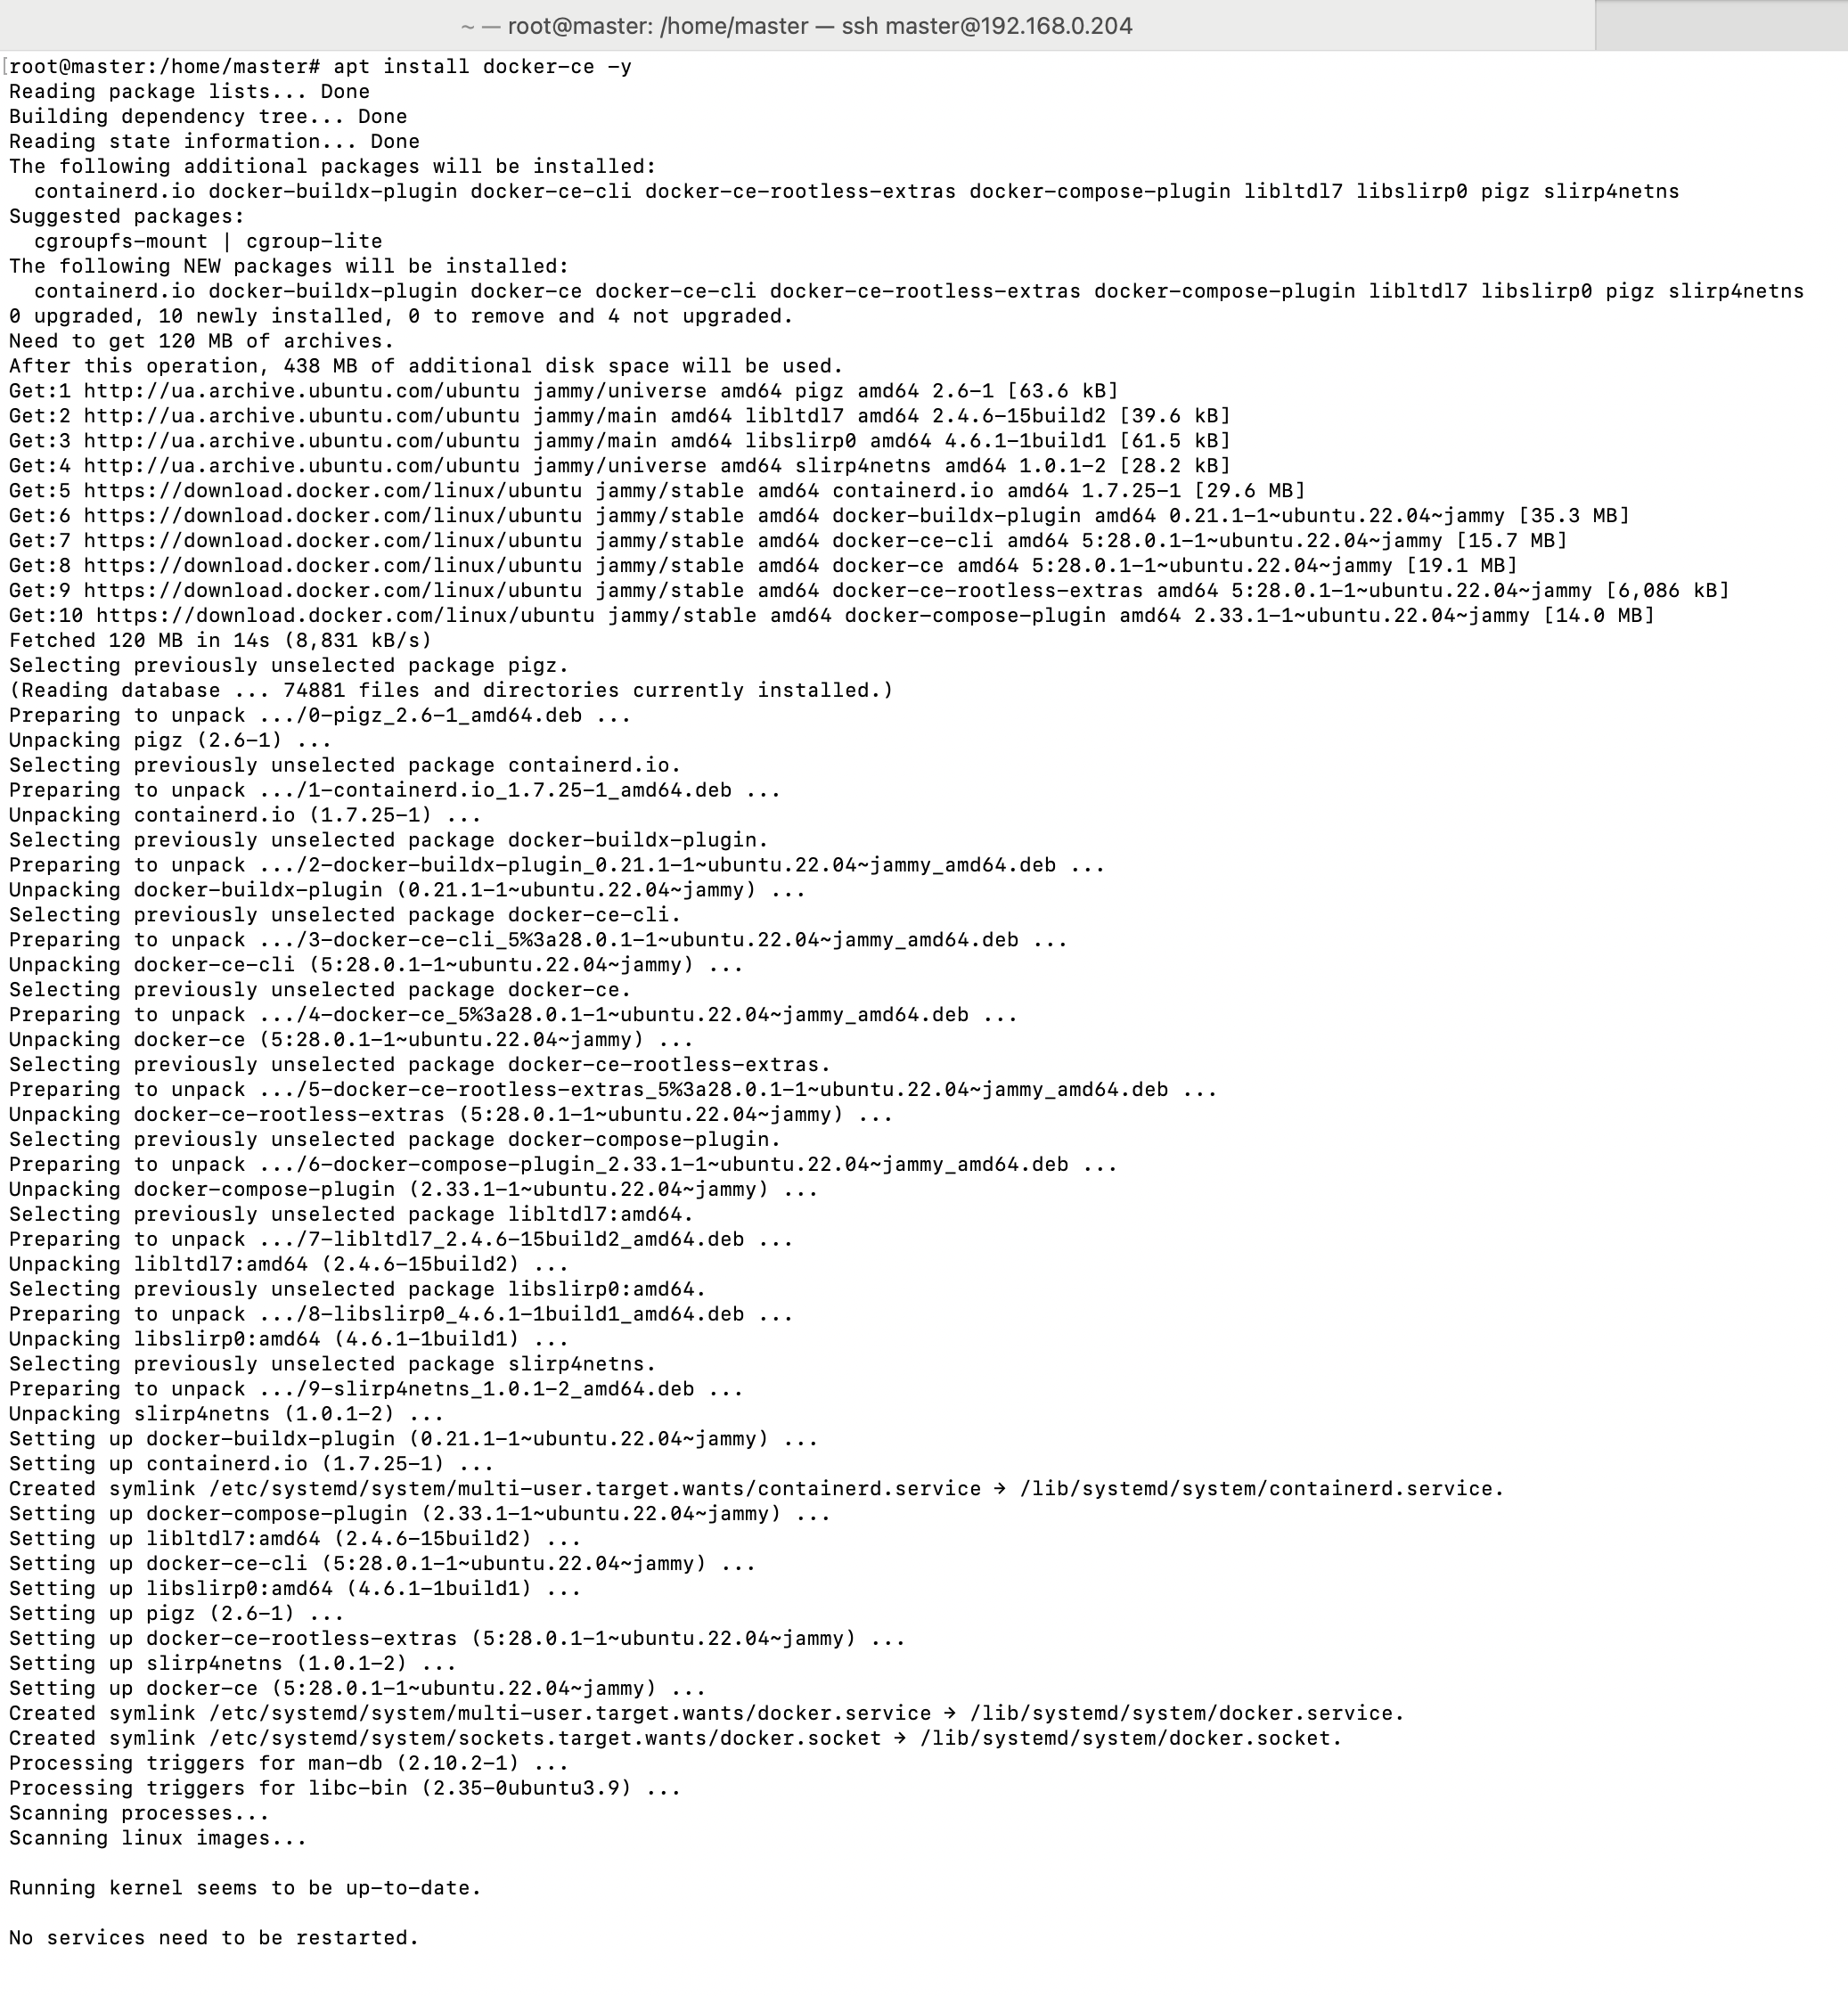 ~ — root@master: /home/master — ssh master@192.168.0.204
[root@master:/home/master# apt install docker-ce -y
Reading package lists... Done
Building dependency tree... Done
Reading state information... Done
The following additional packages will be installed:
  containerd.io docker-buildx-plugin docker-ce-cli docker-ce-rootless-extras docker-compose-plugin libltdl7 libslirp0 pigz slirp4netns
Suggested packages:
  cgroupfs-mount | cgroup-lite
The following NEW packages will be installed:
  containerd.io docker-buildx-plugin docker-ce docker-ce-cli docker-ce-rootless-extras docker-compose-plugin libltdl7 libslirp0 pigz slirp4netns
0 upgraded, 10 newly installed, 0 to remove and 4 not upgraded.
Need to get 120 MB of archives.
After this operation, 438 MB of additional disk space will be used.
Get:1 http://ua.archive.ubuntu.com/ubuntu jammy/universe amd64 pigz amd64 2.6-1 [63.6 kB]
Get:2 http://ua.archive.ubuntu.com/ubuntu jammy/main amd64 libltdl7 amd64 2.4.6-15build2 [39.6 kB]
Get:3 http://ua.archive.ubuntu.com/ubuntu jammy/main amd64 libslirp0 amd64 4.6.1-1build1 [61.5 kB]
Get:4 http://ua.archive.ubuntu.com/ubuntu jammy/universe amd64 slirp4netns amd64 1.0.1-2 [28.2 kB]
Get:5 https://download.docker.com/linux/ubuntu jammy/stable amd64 containerd.io amd64 1.7.25-1 [29.6 MB]
Get:6 https://download.docker.com/linux/ubuntu jammy/stable amd64 docker-buildx-plugin amd64 0.21.1-1~ubuntu.22.04~jammy [35.3 MB]
Get:7 https://download.docker.com/linux/ubuntu jammy/stable amd64 docker-ce-cli amd64 5:28.0.1-1~ubuntu.22.04~jammy [15.7 MB]
Get:8 https://download.docker.com/linux/ubuntu jammy/stable amd64 docker-ce amd64 5:28.0.1-1~ubuntu.22.04~jammy [19.1 MB]
Get:9 https://download.docker.com/linux/ubuntu jammy/stable amd64 docker-ce-rootless-extras amd64 5:28.0.1-1~ubuntu.22.04~jammy [6,086 kB]
Get:10 https://download.docker.com/linux/ubuntu jammy/stable amd64 docker-compose-plugin amd64 2.33.1-1~ubuntu.22.04~jammy [14.0 MB]
Fetched 120 MB in 14s (8,831 kB/s)
Selecting previously unselected package pigz.
(Reading database ... 74881 files and directories currently installed.)
Preparing to unpack .../0-pigz_2.6-1_amd64.deb ...
Unpacking pigz (2.6-1) ...
Selecting previously unselected package containerd.io.
Preparing to unpack .../1-containerd.io_1.7.25-1_amd64.deb ...
Unpacking containerd.io (1.7.25-1) ...
Selecting previously unselected package docker-buildx-plugin.
Preparing to unpack .../2-docker-buildx-plugin_0.21.1-1~ubuntu.22.04~jammy_amd64.deb ...
Unpacking docker-buildx-plugin (0.21.1-1~ubuntu.22.04~jammy) ...
Selecting previously unselected package docker-ce-cli.
Preparing to unpack .../3-docker-ce-cli_5%3a28.0.1-1~ubuntu.22.04~jammy_amd64.deb ...
Unpacking docker-ce-cli (5:28.0.1-1~ubuntu.22.04~jammy) ...
Selecting previously unselected package docker-ce.
Preparing to unpack .../4-docker-ce_5%3a28.0.1-1~ubuntu.22.04~jammy_amd64.deb ...
Unpacking docker-ce (5:28.0.1-1~ubuntu.22.04~jammy) ...
Selecting previously unselected package docker-ce-rootless-extras.
Preparing to unpack .../5-docker-ce-rootless-extras_5%3a28.0.1-1~ubuntu.22.04~jammy_amd64.deb ...
Unpacking docker-ce-rootless-extras (5:28.0.1-1~ubuntu.22.04~jammy) ...
Selecting previously unselected package docker-compose-plugin.
Preparing to unpack .../6-docker-compose-plugin_2.33.1-1~ubuntu.22.04~jammy_amd64.deb ...
Unpacking docker-compose-plugin (2.33.1-1~ubuntu.22.04~jammy) ...
Selecting previously unselected package libltdl7:amd64.
Preparing to unpack .../7-libltdl7_2.4.6-15build2_amd64.deb ...
Unpacking libltdl7:amd64 (2.4.6-15build2) ...
Selecting previously unselected package libslirp0:amd64.
Preparing to unpack .../8-libslirp0_4.6.1-1build1_amd64.deb ...
Unpacking libslirp0:amd64 (4.6.1-1build1) ...
Selecting previously unselected package slirp4netns.
Preparing to unpack .../9-slirp4netns_1.0.1-2_amd64.deb ...
Unpacking slirp4netns (1.0.1-2) ...
Setting up docker-buildx-plugin (0.21.1-1~ubuntu.22.04~jammy) ...
Setting up containerd.io (1.7.25-1) ...
Created symlink /etc/systemd/system/multi-user.target.wants/containerd.service → /lib/systemd/system/containerd.service.
Setting up docker-compose-plugin (2.33.1-1~ubuntu.22.04~jammy) ...
Setting up libltdl7:amd64 (2.4.6-15build2) ...
Setting up docker-ce-cli (5:28.0.1-1~ubuntu.22.04~jammy) ...
Setting up libslirp0:amd64 (4.6.1-1build1) ...
Setting up pigz (2.6-1) ...
Setting up docker-ce-rootless-extras (5:28.0.1-1~ubuntu.22.04~jammy) ...
Setting up slirp4netns (1.0.1-2) ...
Setting up docker-ce (5:28.0.1-1~ubuntu.22.04~jammy) ...
Created symlink /etc/systemd/system/multi-user.target.wants/docker.service → /lib/systemd/system/docker.service.
Created symlink /etc/systemd/system/sockets.target.wants/docker.socket → /lib/systemd/system/docker.socket.
Processing triggers for man-db (2.10.2-1) ...
Processing triggers for libc-bin (2.35-0ubuntu3.9) ...
Scanning processes...
Scanning linux images...
Running kernel seems to be up-to-date.
No services need to be restarted.